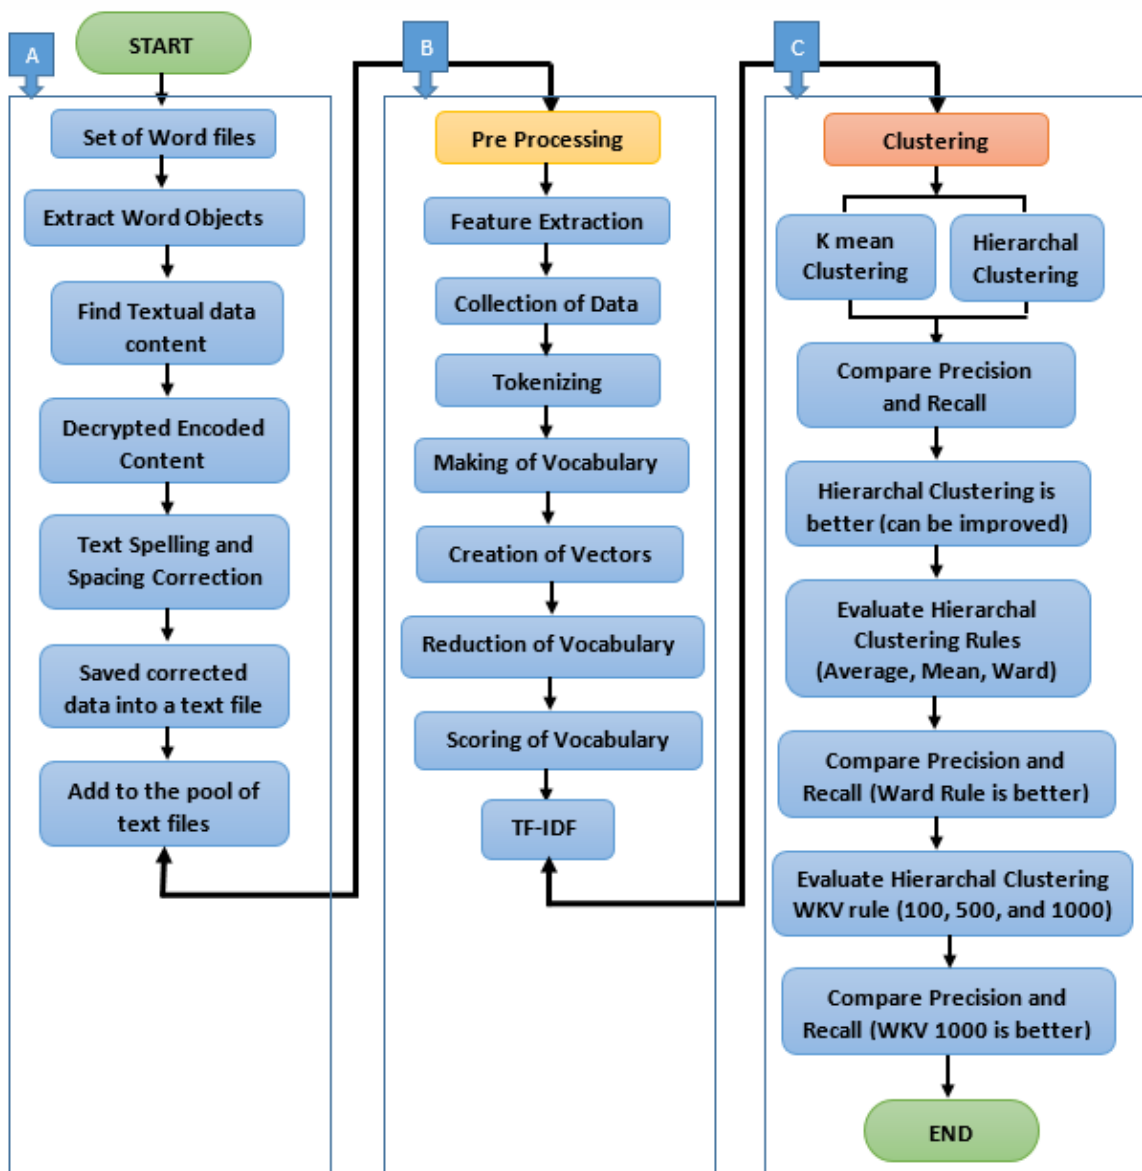 A
START
Set of Word files
Extract Word Objects
Find Textual data
content
Decrypted Encoded
Content
Text Spelling and
Spacing Correction
Saved corrected
data into a text file
Add to the pool of
text files
B
Pre Processing
Feature Extraction
Collection of Data
Tokenizing
Making of Vocabulary
Creation of Vectors
Reduction of Vocabulary
Scoring of Vocabulary
TF-IDF
C
Clustering
K mean
Clustering
Hierarchal
Clustering
Compare Precision
and Recall
Hierarchal Clustering is
better (can be improved)
Evaluate Hierarchal
Clustering Rules
(Average, Mean, Ward)
Compare Precision and
Recall (Ward Rule is better)
Evaluate Hierarchal Clustering
WKV rule (100, 500, and 1000)
Compare Precision and
Recall (WKV 1000 is better)
END